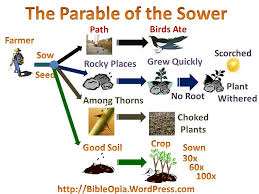 The Parable of the Sower
Farmer
Sow
Seed
Path
Birds Ate
Rocky Places
Grew Quickly
No Root
Scorched
Plant
Withered
Among Thorns
Choked
Plants
Good Soil
Crop
Sown
30x
60x
100x
http://BibleOpia.WordPress.com